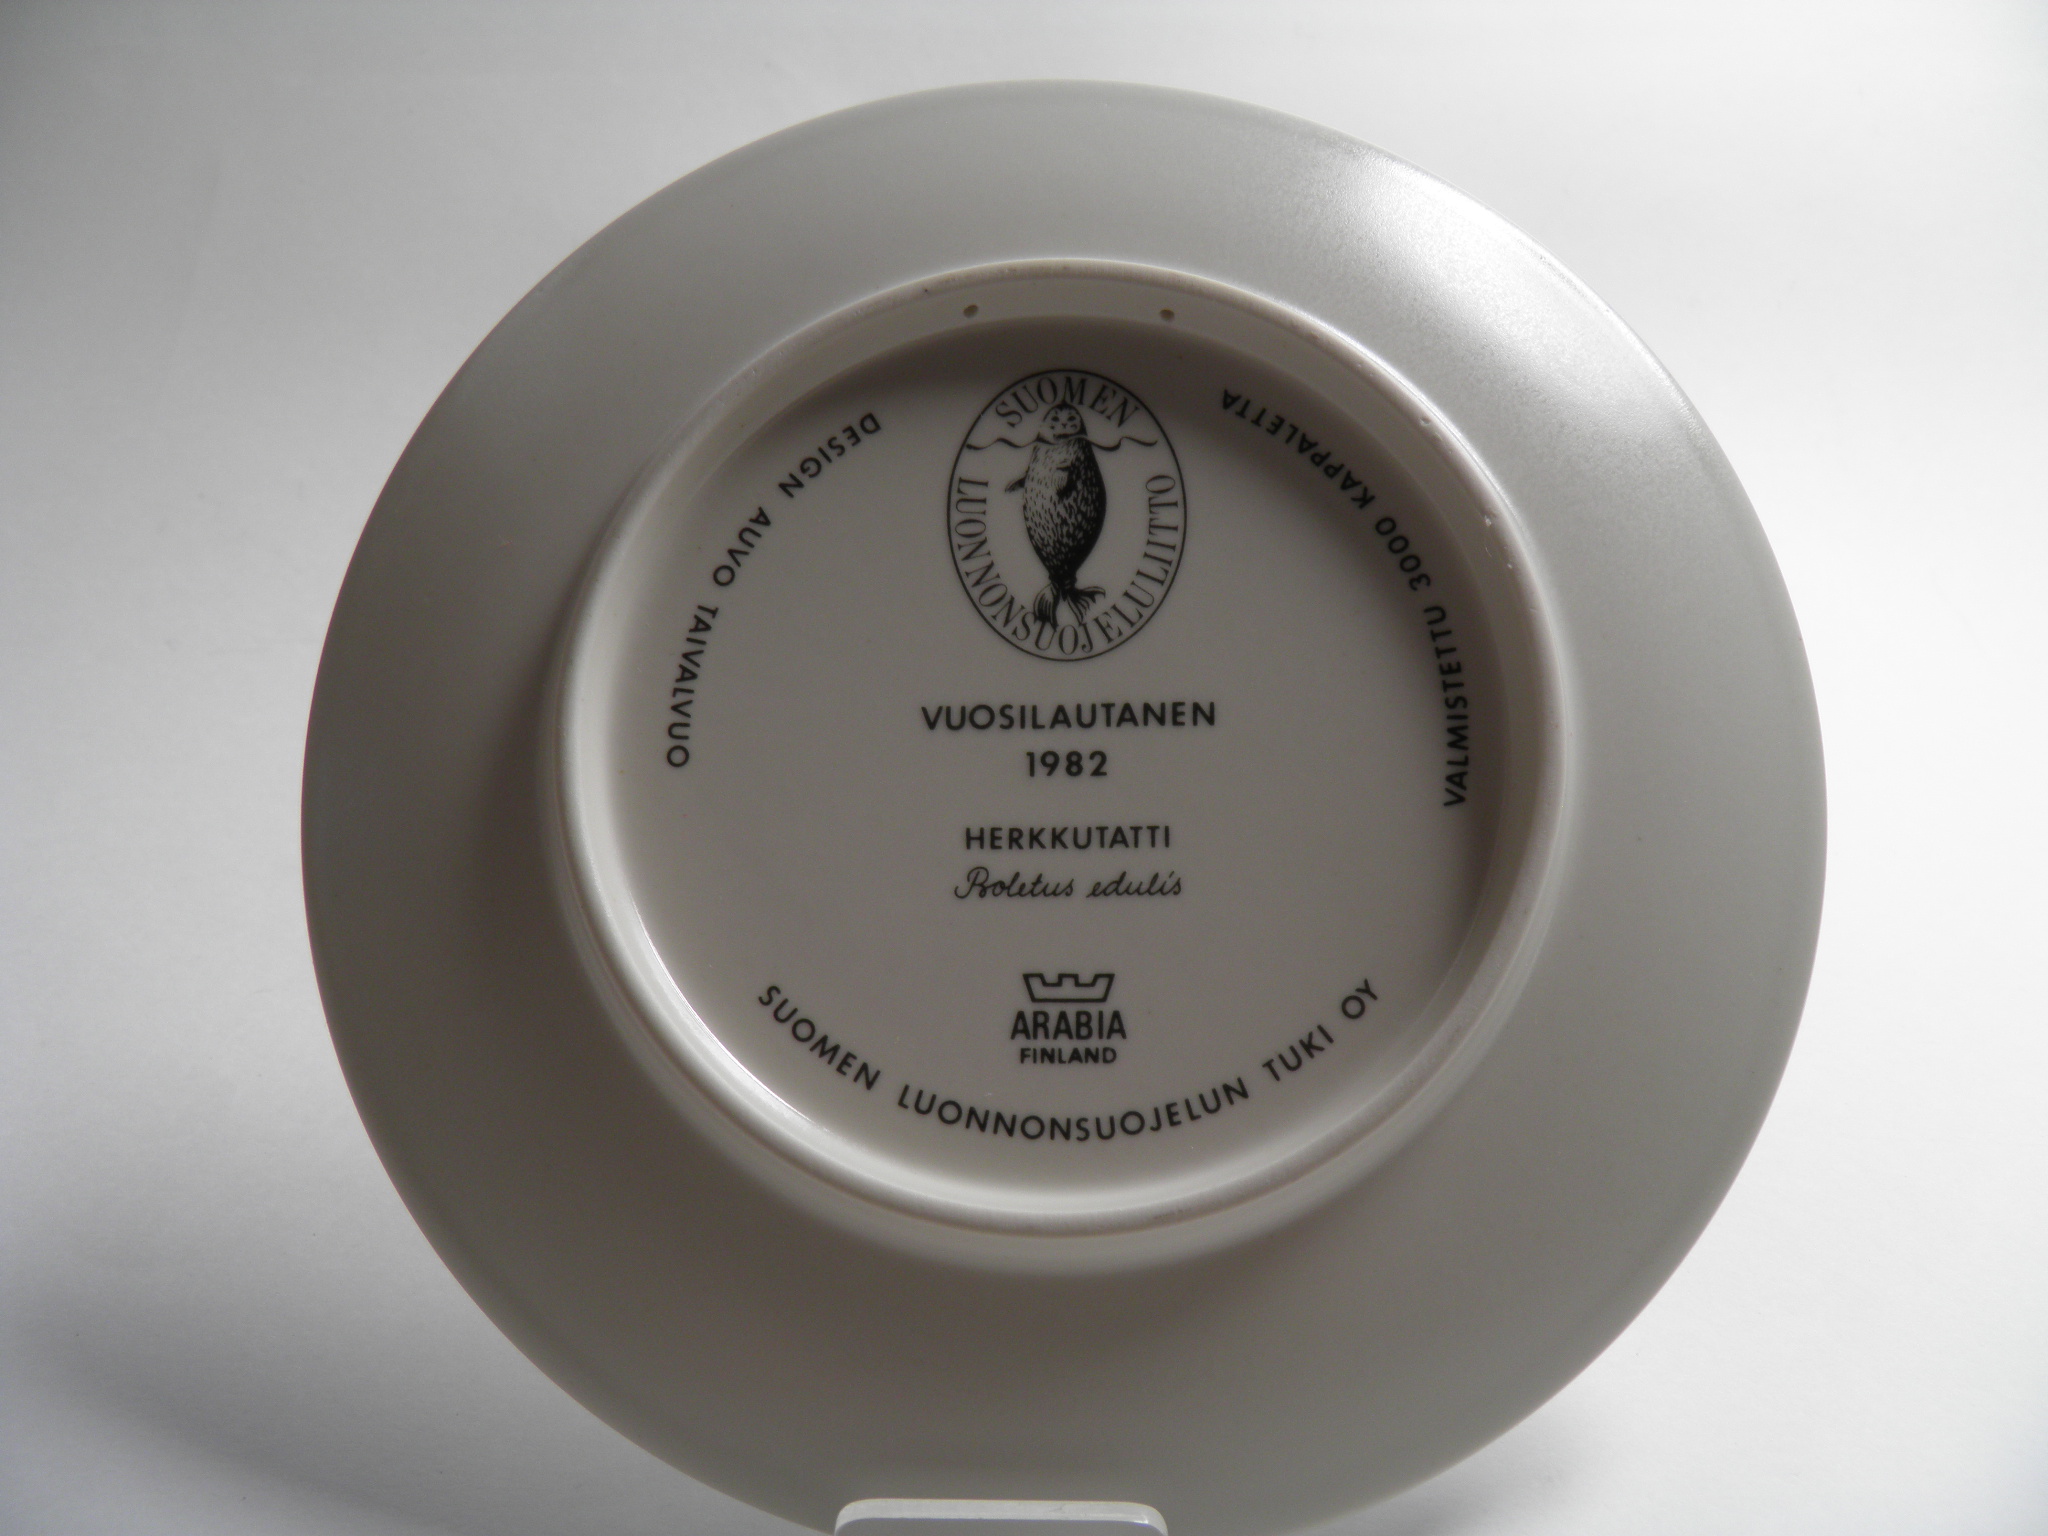 SUOMEN
LUONNONSUOJELULIITTO
DESIGN AUVO TAIVALVUO
VALMISTETTU 3000 KAPPALETTA
VUOSILAUTANEN
1982
HERKKUTATTI
Boletus edulis
ARABIA
FINLAND
SUOMEN LUONNONSUOJELUN TUKI OY